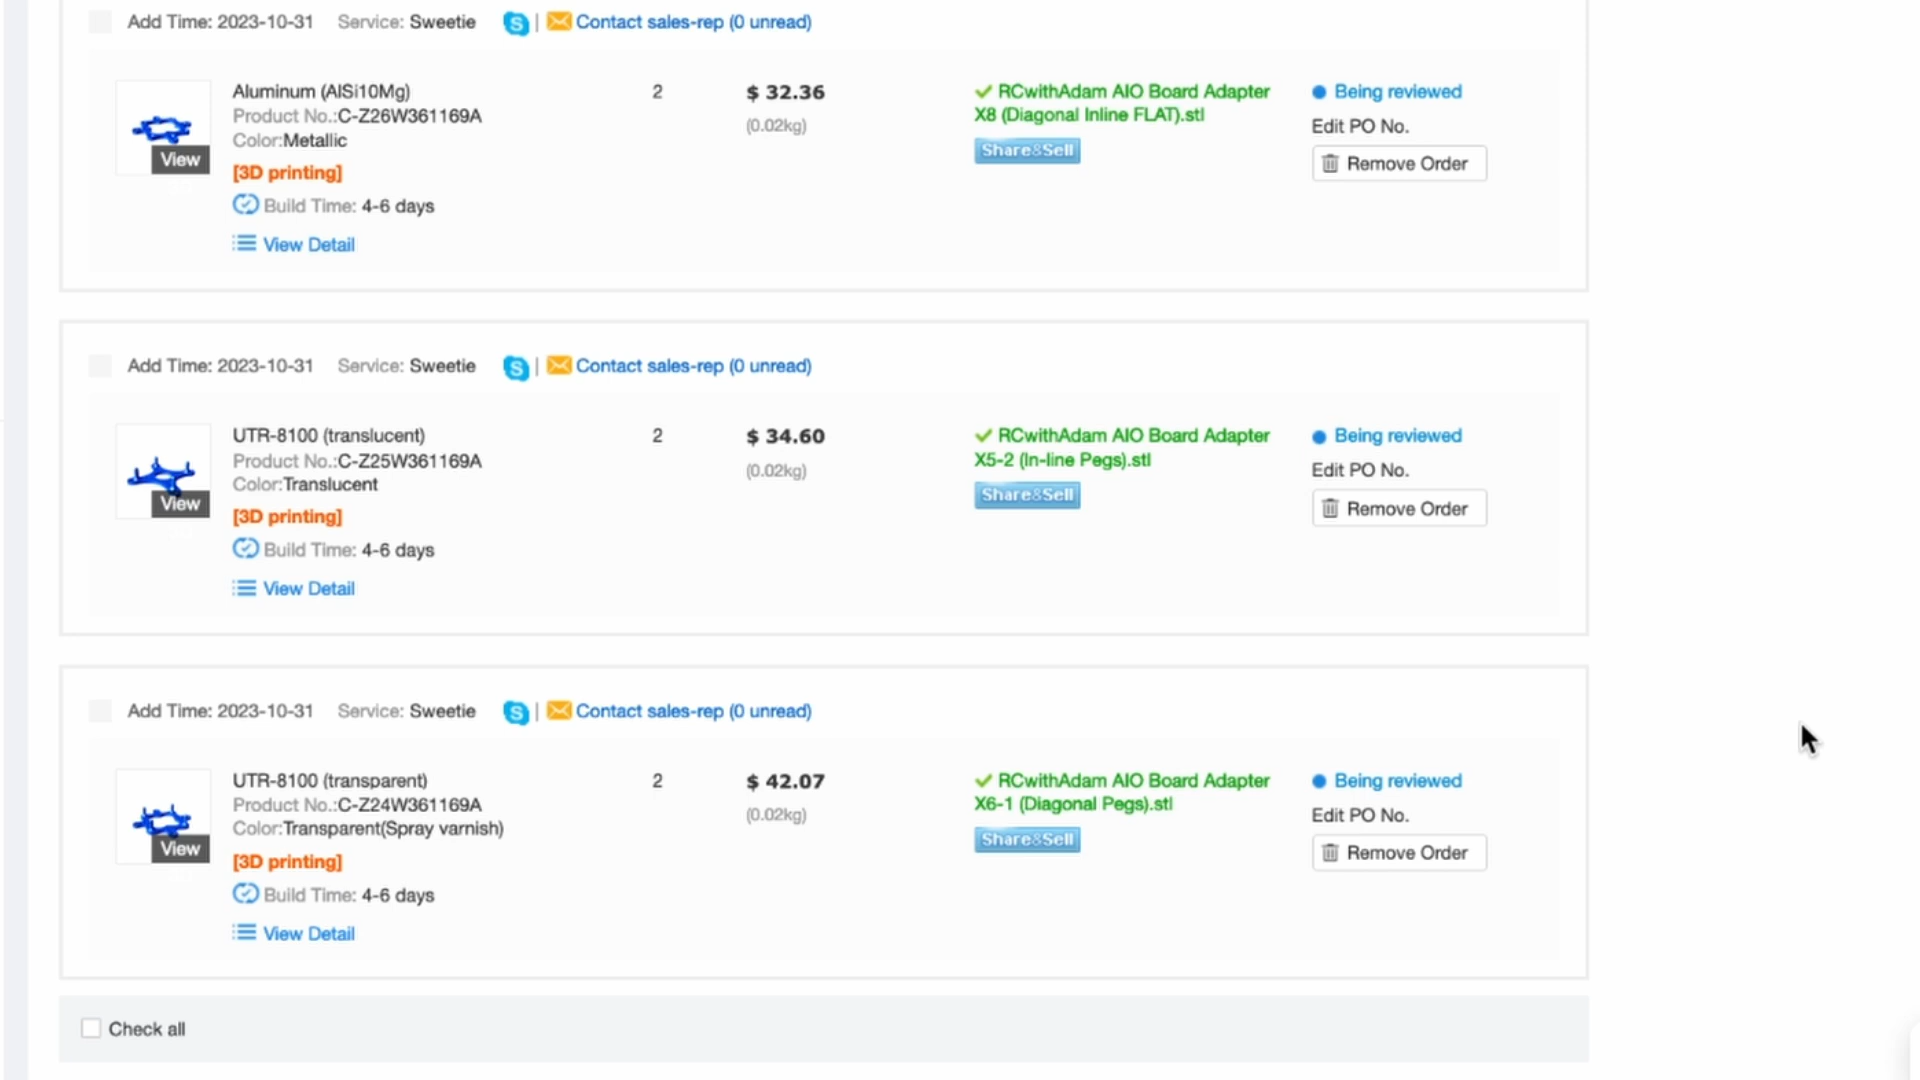 Add Time: 2023-10-31 Service: Sweetie | Contact sales-rep (0 unread)
Aluminum (AlSi10Mg) 2 $ 32.36 RCwithAdam AIO Board Adapter Being reviewed
Product No.:C-Z26W361169A (0.02kg) X8 (Diagonal Inline FLAT).stl Edit PO No.
Color:Metallic Share&Sell Remove Order
View
[3D printing]
Build Time: 4-6 days
View Detail
Add Time: 2023-10-31 Service: Sweetie | Contact sales-rep (0 unread)
UTR-8100 (translucent) 2 $ 34.60 RCwithAdam AIO Board Adapter Being reviewed
Product No.:C-Z25W361169A (0.02kg) X5-2 (In-line Pegs).stl Edit PO No.
Color:Translucent Share&Sell Remove Order
View
[3D printing]
Build Time: 4-6 days
View Detail
Add Time: 2023-10-31 Service: Sweetie | Contact sales-rep (0 unread)
UTR-8100 (transparent) 2 $ 42.07 RCwithAdam AIO Board Adapter Being reviewed
Product No.:C-Z24W361169A (0.02kg) X6-1 (Diagonal Pegs).stl Edit PO No.
Color:Transparent(Spray varnish) Share&Sell Remove Order
View
[3D printing]
Build Time: 4-6 days
View Detail
Check all